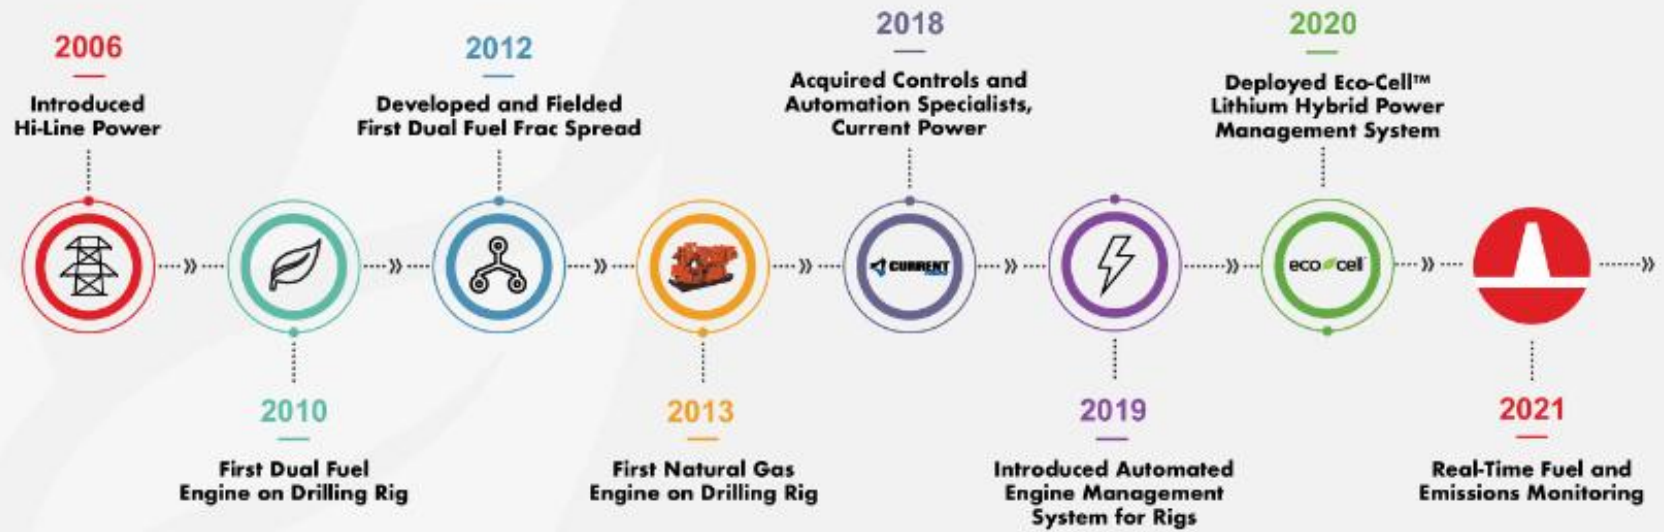 2006
Introduced
Hi-Line Power
2010
First Dual Fuel
Engine on Drilling Rig
2012
Developed and Fielded
First Dual Fuel Frac Spread
2013
First Natural Gas
Engine on Drilling Rig
2018
Acquired Controls and
Automation Specialists,
Current Power
CURRENT
2019
Introduced Automated
Engine Management
System for Rigs
2020
Deployed Eco-Cell™
Lithium Hybrid Power
Management System
eco cell
2021
Real-Time Fuel and
Emissions Monitoring